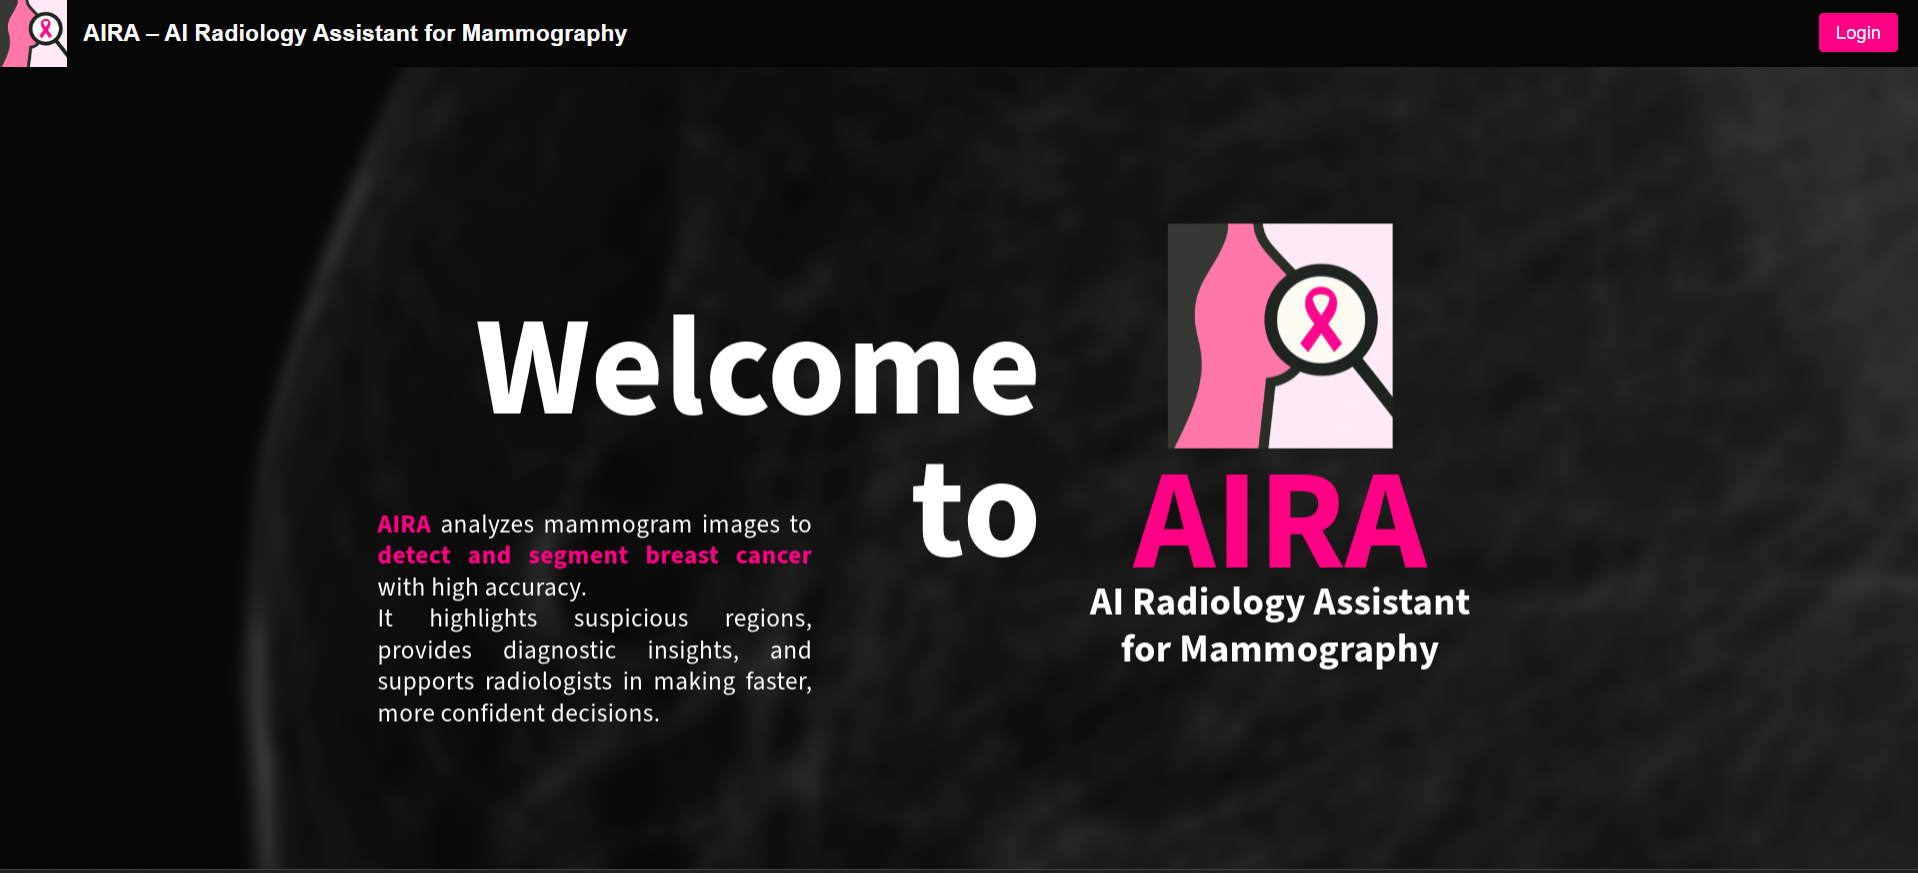 AIRA – AI Radiology Assistant for Mammography
Login
Welcome
to
AIRA analyzes mammogram images to
detect and segment breast cancer
with high accuracy.
It highlights suspicious regions,
provides diagnostic insights, and
supports radiologists in making faster,
more confident decisions.
AIRA
AI Radiology Assistant
for Mammography